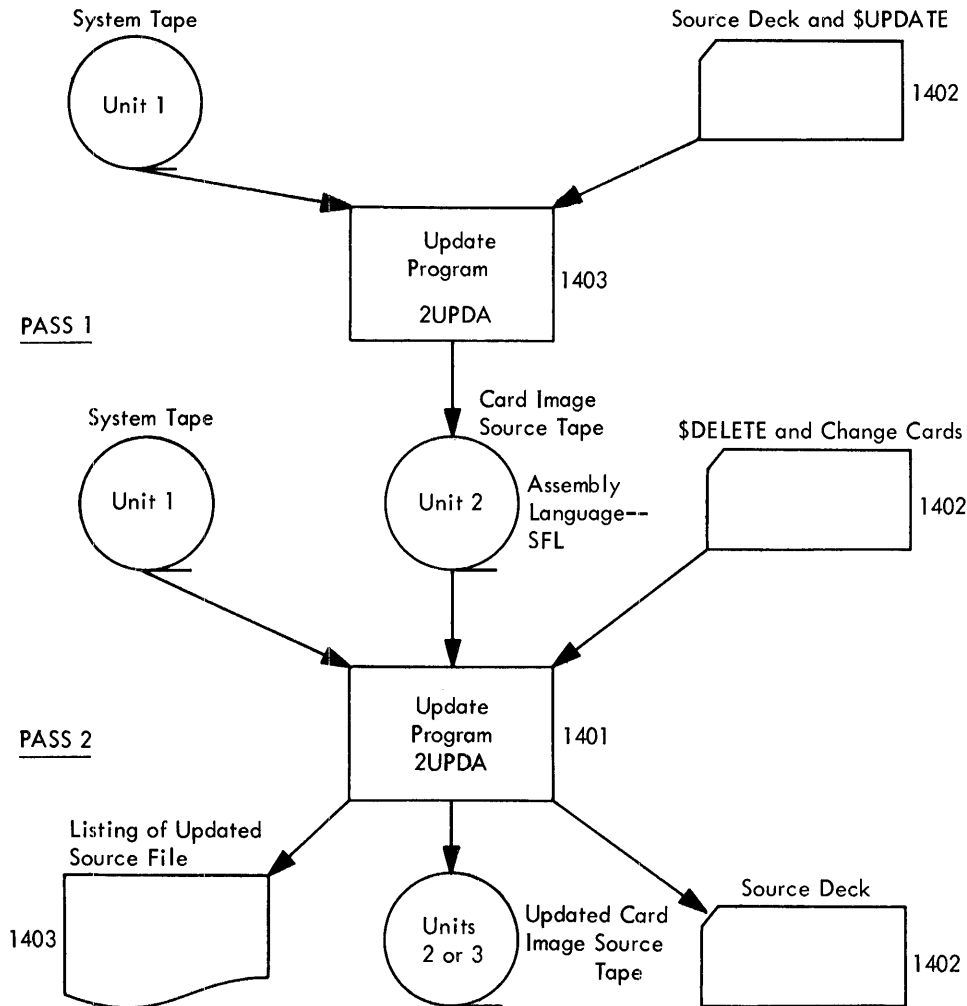 System Tape
Source Deck and $UPDATE
Unit 1
1402
Update
Program
2UPDA
1403
PASS 1
Card Image
Source Tape
System Tape
$DELETE and Change Cards
Unit 1
Unit 2
Assembly
Language--
SFL
1402
Update
Program
2UPDA
1401
PASS 2
Listing of Updated
Source File
1403
Units
2 or 3
Updated Card
Image Source
Tape
Source Deck
1402